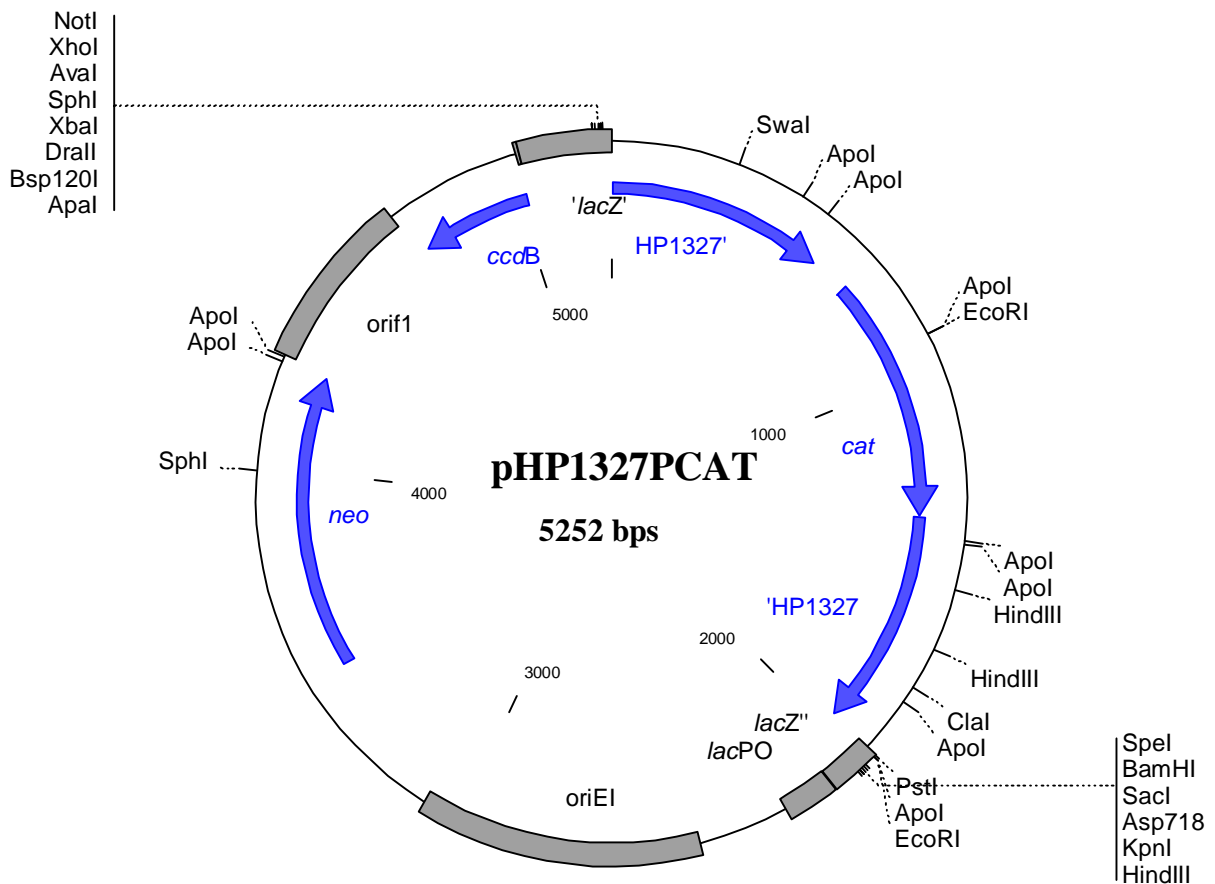 NotI
XhoI
AvaI
SphI
XbaI
DraII
Bsp120I
ApaI
SwaI
ApoI
ApoI
'lacZ'
HP1327'
ccdB
ApoI
EcoRI
5000
orif1
ApoI
ApoI
1000
cat
SphI
pHP1327PCAT
4000
neo
5252 bps
ApoI
ApoI
HindIII
'HP1327
2000
3000
HindIII
ClaI
ApoI
lacZ''
lacPO
SpeI
BamHI
SacI
Asp718
KpnI
HindIII
PstI
ApoI
EcoRI
oriEI